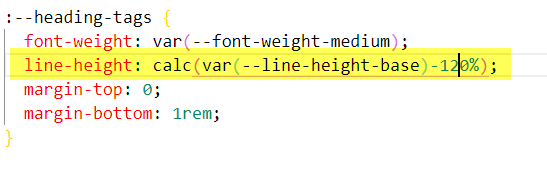 :--heading-tags {
font-weight: var(--font-weight-medium);
line-height: calc(var(--line-height-base)-120%);
margin-top: 0;
margin-bottom: 1rem;
}